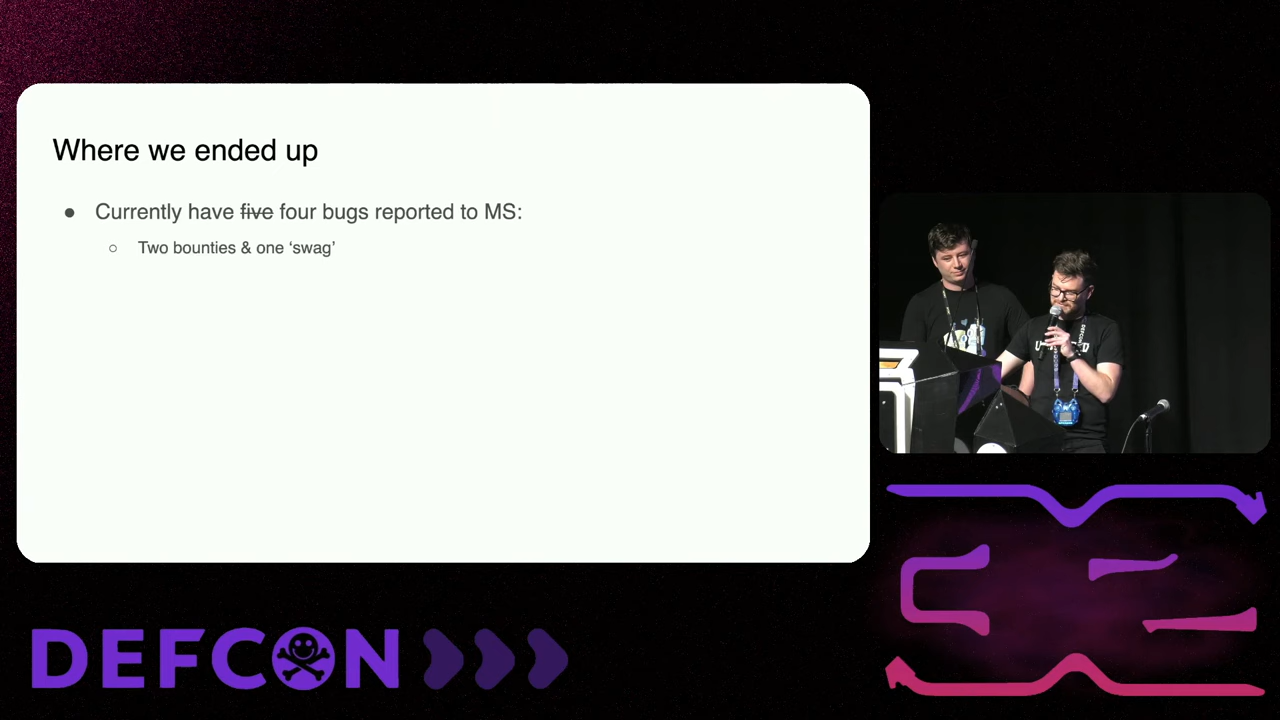 Where we ended up
● Currently have five four bugs reported to MS:
○ Two bounties & one ‘swag’
DEFCON